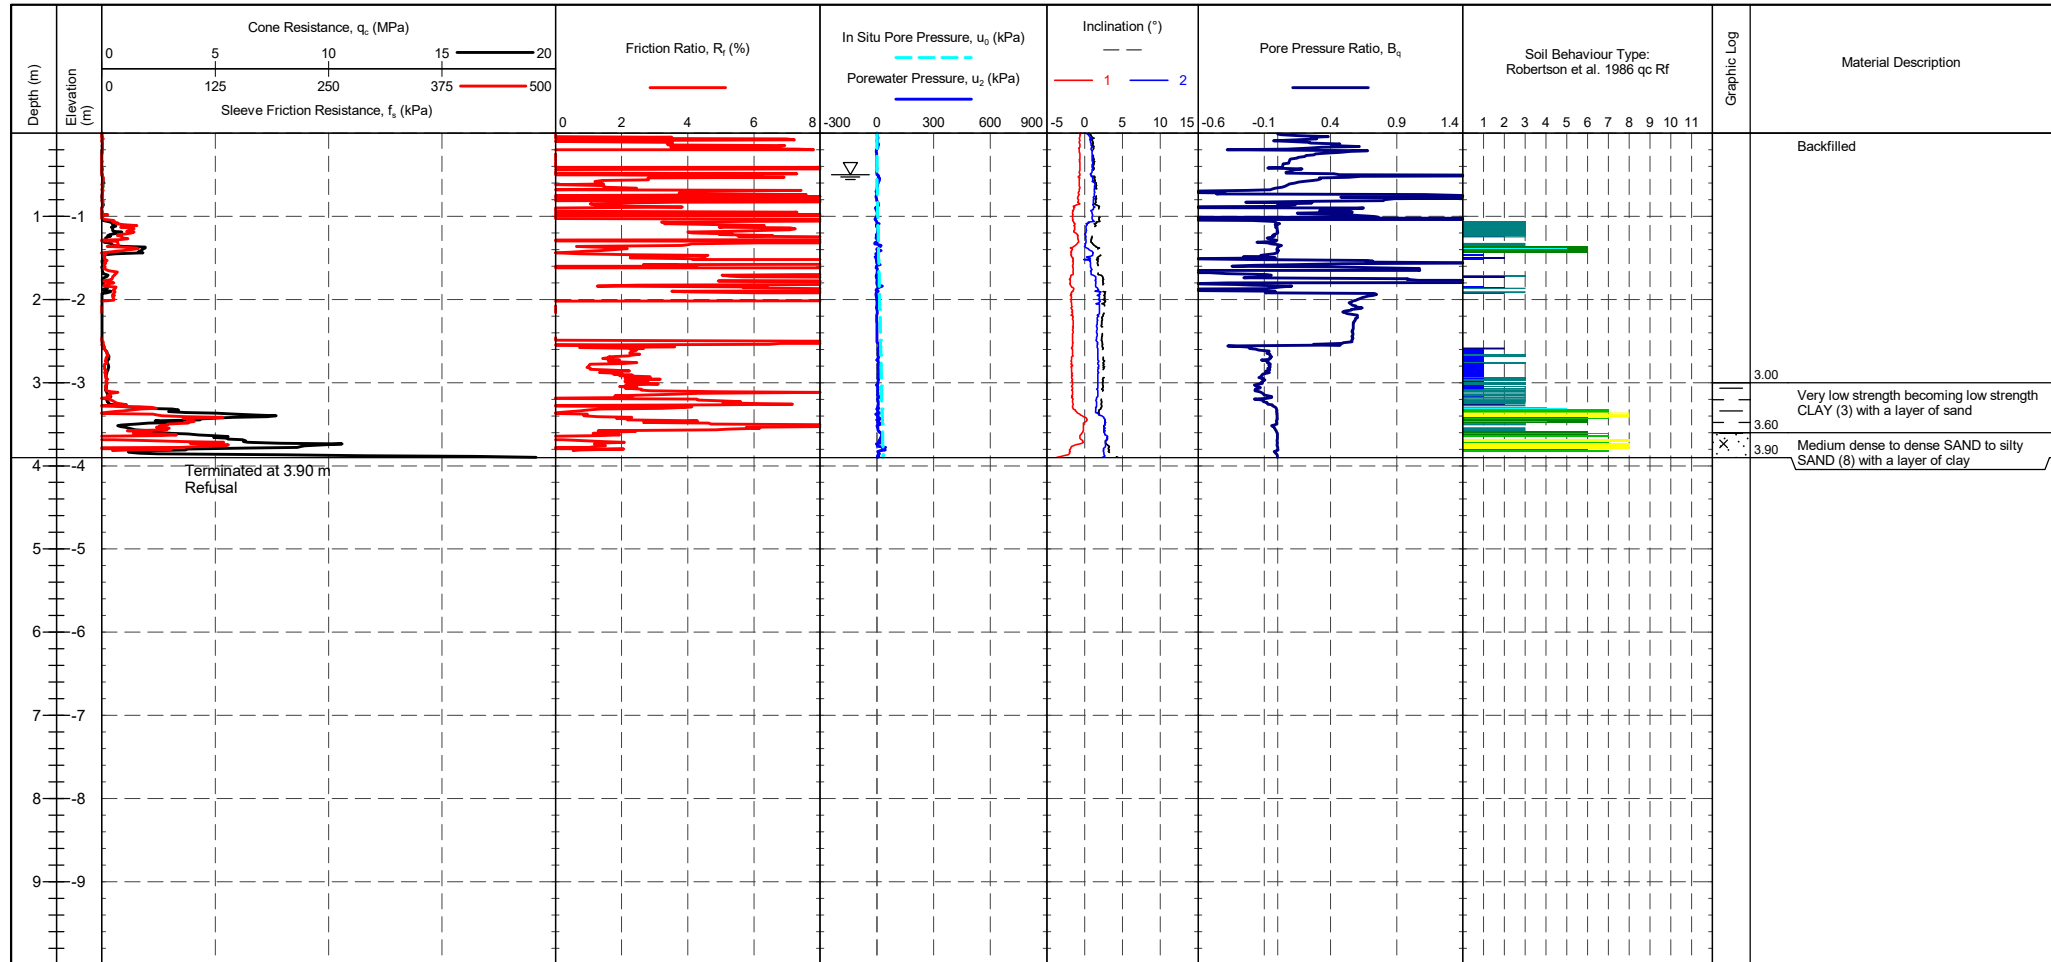 Depth (m)
Elevation
(m)
Cone Resistance, qc (MPa)
0 5 10 15 20
0 125 250 375 500
Sleeve Friction Resistance, fs (kPa)
Friction Ratio, Rf (%)
0 2 4 6 8
In Situ Pore Pressure, u0 (kPa)
Porewater Pressure, u2 (kPa)
-300 0 300 600 900
Inclination (°)
1 2
-5 0 5 10 15
Pore Pressure Ratio, Bq
-0.6 -0.1 0.4 0.9 1.4
Soil Behaviour Type:
Robertson et al. 1986 qc Rf
1 2 3 4 5 6 7 8 9 10 11
Graphic Log
Material Description
Backfilled
1 -1
2 -2
3 -3
3.00
Very low strength becoming low strength
CLAY (3) with a layer of sand
3.60
Medium dense to dense SAND to silty
SAND (8) with a layer of clay
3.90
4 -4
Terminated at 3.90 m
Refusal
5 -5
6 -6
7 -7
8 -8
9 -9